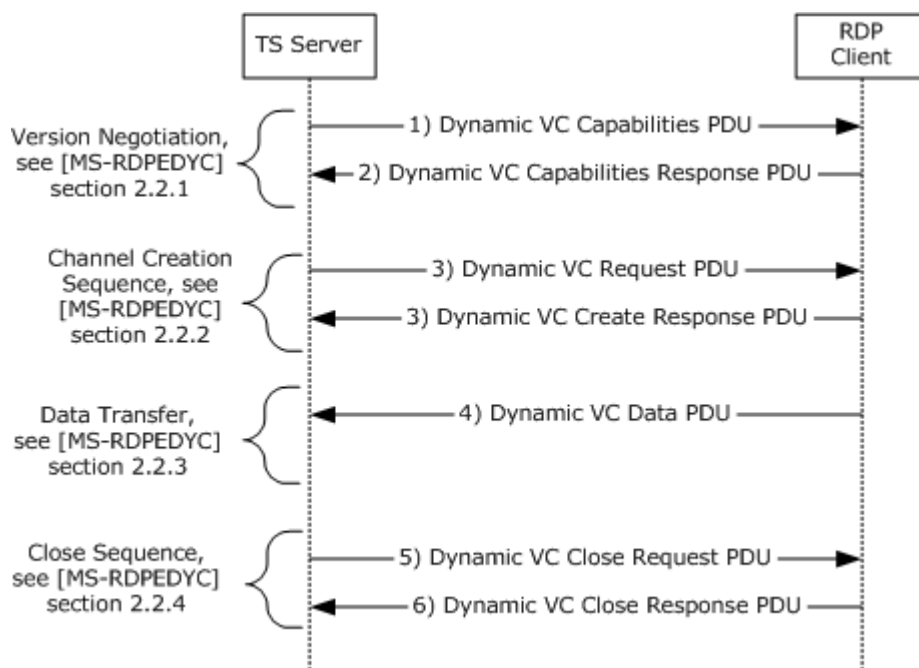 TS Server
RDP
Client
Version Negotiation,
see [MS-RDPEDYC]
section 2.2.1
1) Dynamic VC Capabilities PDU
2) Dynamic VC Capabilities Response PDU
Channel Creation
Sequence, see
[MS-RDPEDYC]
section 2.2.2
3) Dynamic VC Request PDU
3) Dynamic VC Create Response PDU
Data Transfer,
see [MS-RDPEDYC]
section 2.2.3
4) Dynamic VC Data PDU
Close Sequence,
see [MS-RDPEDYC]
section 2.2.4
5) Dynamic VC Close Request PDU
6) Dynamic VC Close Response PDU